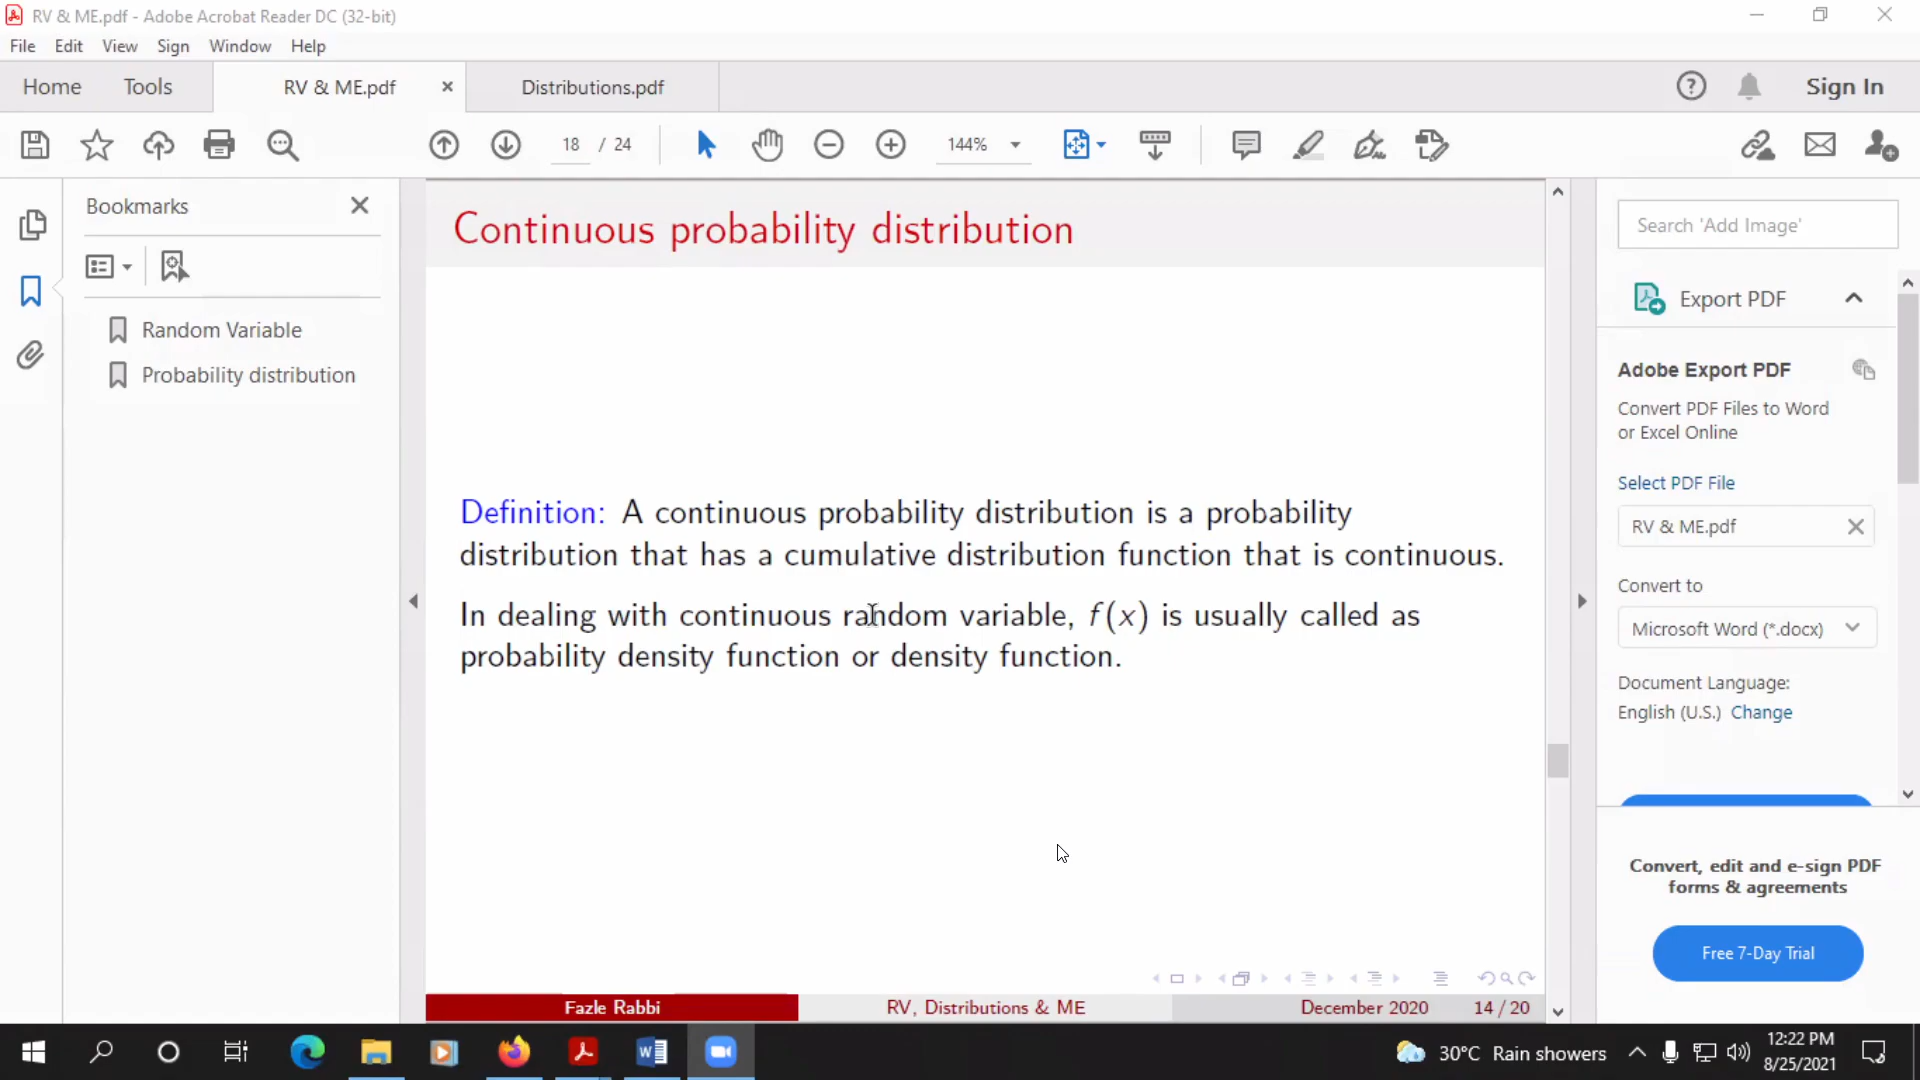 RV & ME.pdf - Adobe Acrobat Reader DC (32-bit)
File Edit View Sign Window Help
Home Tools RV & ME.pdf Distributions.pdf Sign In
18 / 24 144%
Bookmarks
Random Variable
Probability distribution
Continuous probability distribution
Definition: A continuous probability distribution is a probability
distribution that has a cumulative distribution function that is continuous.
In dealing with continuous random variable, f(x) is usually called as
probability density function or density function.
Fazle Rabbi RV, Distributions & ME December 2020 14 / 20
Search 'Add Image'
Export PDF
Adobe Export PDF
Convert PDF Files to Word
or Excel Online
Select PDF File
RV & ME.pdf
Convert to
Microsoft Word (*.docx)
Document Language:
English (U.S.) Change
Convert, edit and e-sign PDF
forms & agreements
Free 7-Day Trial
30°C Rain showers
12:22 PM
8/25/2021